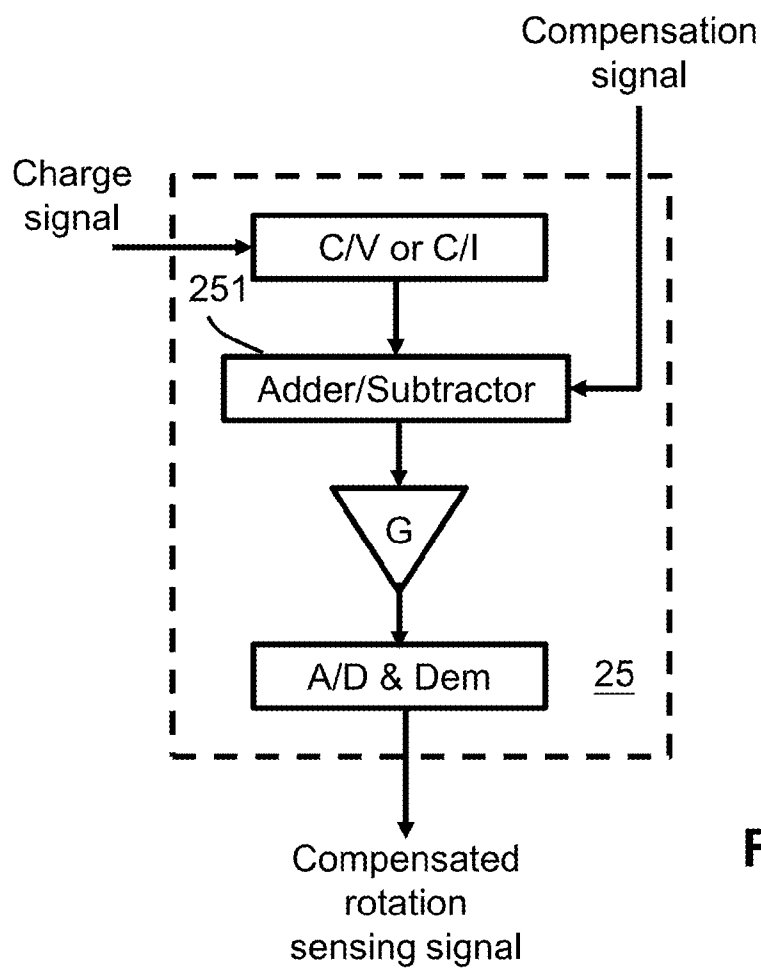 Compensation
signal
Charge
signal
C/V or C/I
251
Adder/Subtractor
G
A/D & Dem
25
Compensated
rotation
sensing signal